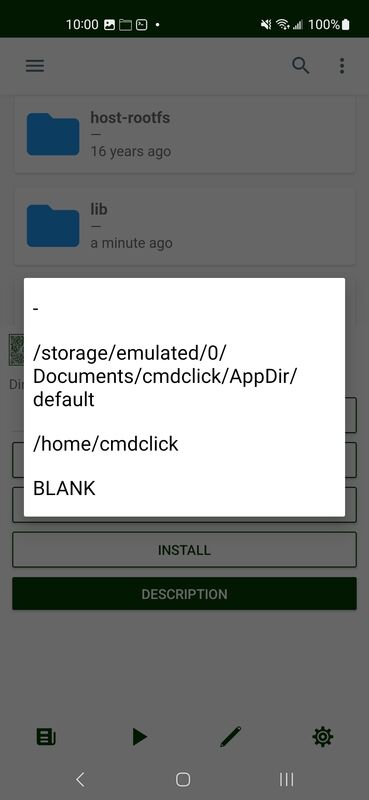 10:00
100%
host-rootfs
—
16 years ago
lib
—
a minute ago
-
/storage/emulated/0/
Documents/cmdclick/AppDir/
default
/home/cmdclick
BLANK
INSTALL
DESCRIPTION